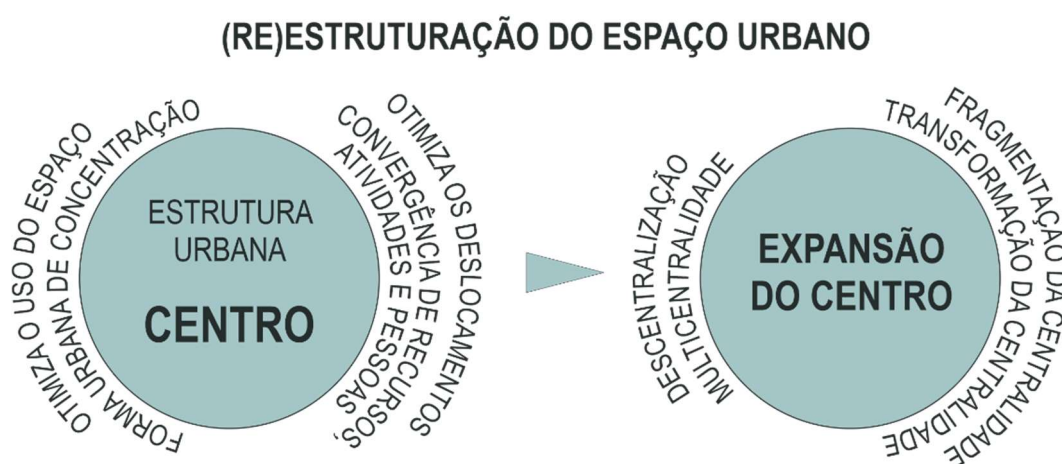 (RE)ESTRUTURAÇÃO DO ESPAÇO URBANO
OTIMIZA O USO DO ESPAÇO
FORMA URBANA DE CONCENTRAÇÃO
ESTRUTURA
URBANA
CENTRO
OTIMIZA OS DESLOCAMENTOS
CONVERGÊNCIA DE RECURSOS,
ATIVIDADES E PESSOAS
DESCENTRALIZAÇÃO
MULTICENTRALIDADE
EXPANSÃO
DO CENTRO
FRAGMENTAÇÃO DA CENTRALIDADE
TRANSFORMAÇÃO DA CENTRALIDADE